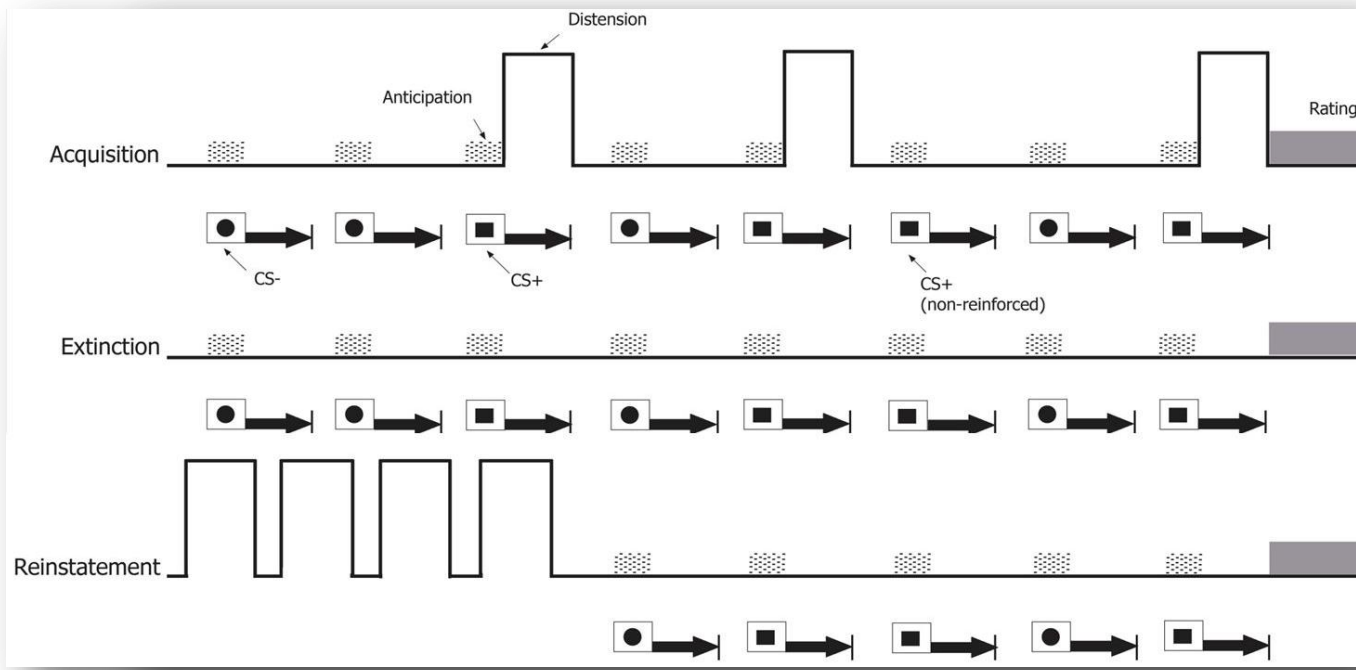 Distension
Anticipation
Rating
Acquisition
CS-
CS+
CS+
(non-reinforced)
Extinction
Reinstatement